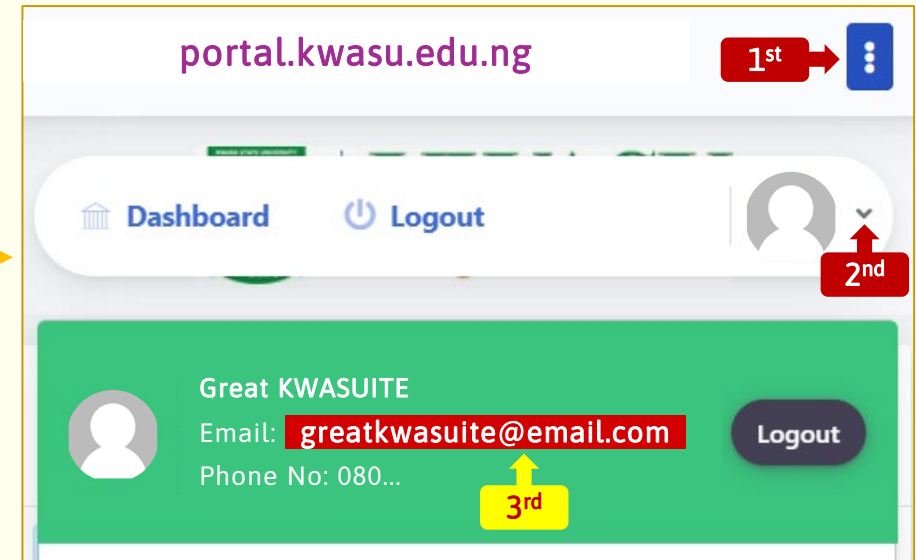 portal.kwasu.edu.ng
1st
Dashboard Logout
2nd
Great KWASUITE
Email: greatkwasuite@email.com
Logout
Phone No: 080...
3rd